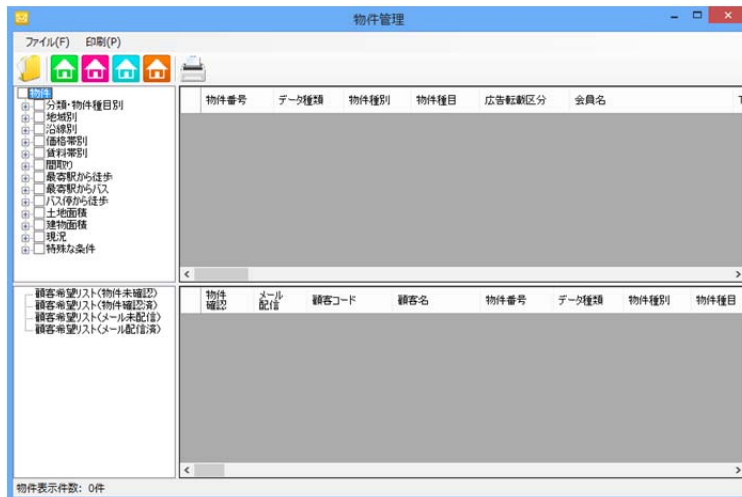 物件管理
ファイル(F) 印刷(P)
物件
分類・物件種目別
地域別
沿線別
価格帯別
賃料帯別
間取り
最寄駅から徒歩
最寄駅からバス
バス停から徒歩
土地面積
建物面積
現況
特殊な条件
物件番号 データ種類 物件種別 物件種目 広告転載区分 会員名
顧客希望リスト(物件未確認)
顧客希望リスト(物件確認済)
顧客希望リスト(メール未配信)
顧客希望リスト(メール配信済)
物件確認 メール配信 顧客コード 顧客名 物件番号 データ種類 物件種別 物件種目
物件表示件数: 0件